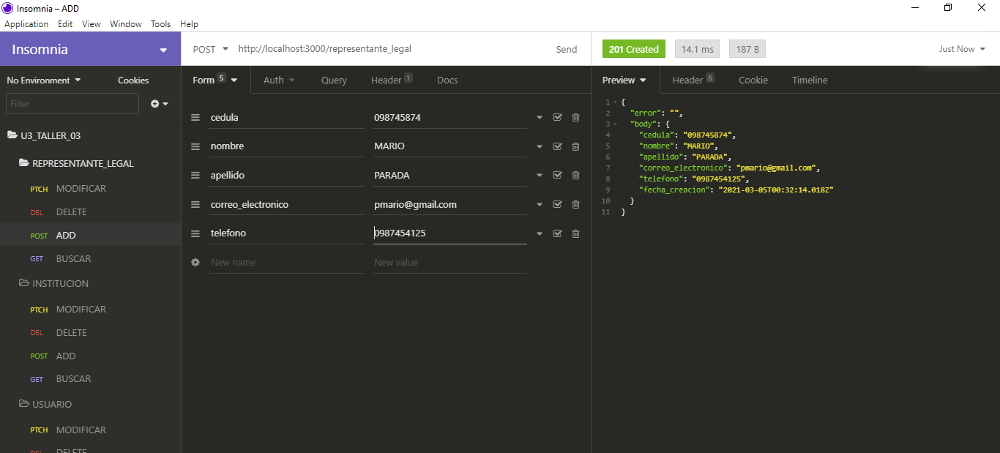 Insomnia – ADD
Application Edit View Window Tools Help
Insomnia
POST http://localhost:3000/representante_legal Send
201 Created 14.1 ms 187 B Just Now
No Environment Cookies
Form 5 Auth Query Header 1 Docs
Preview Header 6 Cookie Timeline
Filter
U3_TALLER_03
REPRESENTANTE_LEGAL
PTCH MODIFICAR
DEL DELETE
POST ADD
GET BUSCAR
INSTITUCION
PTCH MODIFICAR
DEL DELETE
POST ADD
GET BUSCAR
USUARIO
PTCH MODIFICAR
DEL DELETE
cedula 098745874
nombre MARIO
apellido PARADA
correo_electronico pmario@gmail.com
telefono 0987454125
New name New value
1 {
2 "error": "",
3 "body": {
4 "cedula": "098745874",
5 "nombre": "MARIO",
6 "apellido": "PARADA",
7 "correo_electronico": "pmario@gmail.com",
8 "telefono": "0987454125",
9 "fecha_creacion": "2021-03-05T00:32:14.018Z"
10 }
11 }